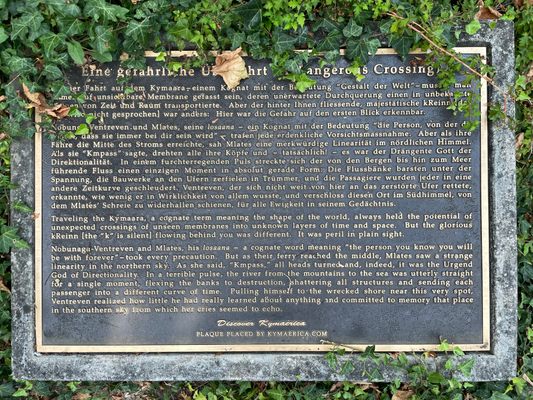 Eine gefährliche | Dangerous Crossing
Fahrt auf dem Kymaara – einem Kognat mit der Bedeutung "Gestalt der Welt" – muss man
auf unsichtbare Membrane gefasst sein, deren unerwartete Durchquerung einen in unbekannte
von Zeit und Raum transportierte. Aber der hinter Ihnen fliessende, majestätische kReinn [das
nicht gesprochen] war anders: Hier war die Gefahr auf den ersten Blick erkennbar.
Nobunaga-Ventreven und Mlates, seine losaana – ein Kognat mit der Bedeutung "die Person, von der
dass sie immer bei dir sein wird" – trafen jede erdenkliche Vorsichtsmassnahme. Aber als ihre
Fähre die Mitte des Stroms erreichte, sah Mlates eine merkwürdige Linearität im nördlichen Himmel.
Als sie "Kmpass" sagte, drehten alle ihre Köpfe und – tatsächlich! – es war der Drängende Gott der
Direktionalität. In einem furchterregenden Puls streckte sich der von den Bergen bis hin zum Meer
führende Fluss einen einzigen Moment in absolut gerade Form. Die Flussbänke barsten unter der
Spannung, die Bauwerke an den Ufern zerfielen in Trümmer, und die Passagiere wurden jeder in eine
andere Zeitkurve geschleudert. Ventreven, der sich nicht weit von hier an das zerstörte Ufer rettete,
erkannte, wie wenig er in Wirklichkeit von allem wusste, und verschloss diesen Ort im Südhimmel, von
dem Mlates' Schreie zu widerhallen schienen, für alle Ewigkeit in seinem Gedächtnis.
Traveling the Kymaara, a cognate term meaning the shape of the world, always held the potential of
unexpected crossings of unseen membranes into unknown layers of time and space. But the glorious
kReinn [the "k" is silent] flowing behind you was different. It was peril in plain sight.
Nobunaga-Ventreven and Mlates, his losaana – a cognate word meaning "the person you know you will
be with forever" – took every precaution. But as their ferry reached the middle, Mlates saw a strange
linearity in the northern sky. As she said, "Kmpass," all heads turned and, indeed, it was the Urgent
God of Directionality. In a terrible pulse, the river from the mountains to the sea was utterly straight
for a single moment, flexing the banks to destruction, shattering all structures and sending each
passenger into a different curve of time. Pulling himself to the wrecked shore near this very spot,
Ventreven realized how little he had really learned about anything and committed to memory that place
in the southern sky from which her cries seemed to echo.
Discover Kymaerica
PLAQUE PLACED BY KYMAERICA.COM